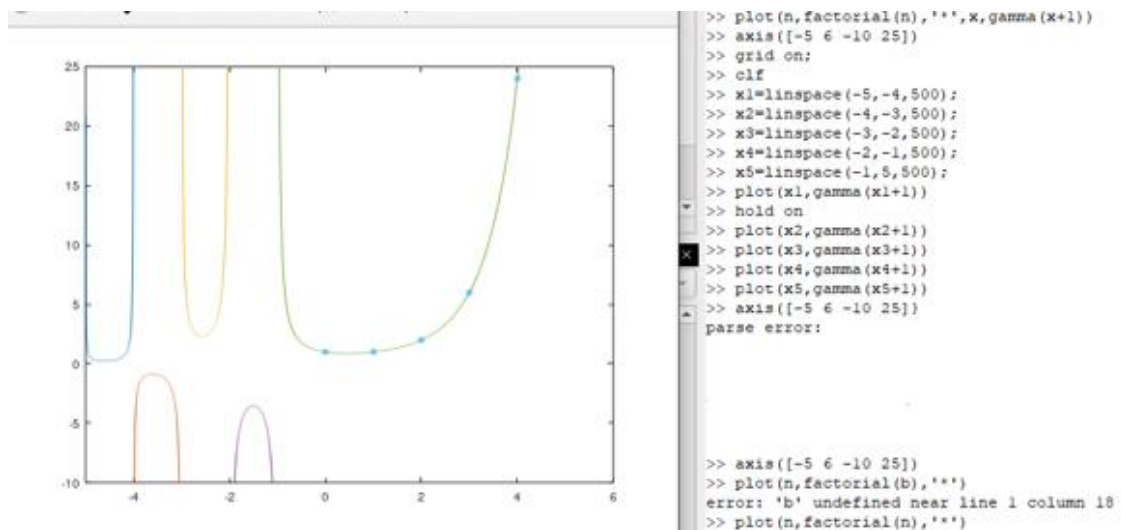 25
20
15
10
5
0
-5
-10
-4
-2
0
2
4
6
>> plot(n,factorial(n),'*',x,gamma(x+1))
>> axis([-5 6 -10 25])
>> grid on;
>> clf
>> x1=linspace(-5,-4,500);
>> x2=linspace(-4,-3,500);
>> x3=linspace(-3,-2,500);
>> x4=linspace(-2,-1,500);
>> x5=linspace(-1,5,500);
>> plot(x1,gamma(x1+1))
>> hold on
>> plot(x2,gamma(x2+1))
>> plot(x3,gamma(x3+1))
>> plot(x4,gamma(x4+1))
>> plot(x5,gamma(x5+1))
>> axis([-5 6 -10 25]}
parse error:
>> axis([-5 6 -10 25])
>> plot(n,factorial(b),'*')
error: 'b' undefined near line 1 column 18
>> plot(n,factorial(n),'*')